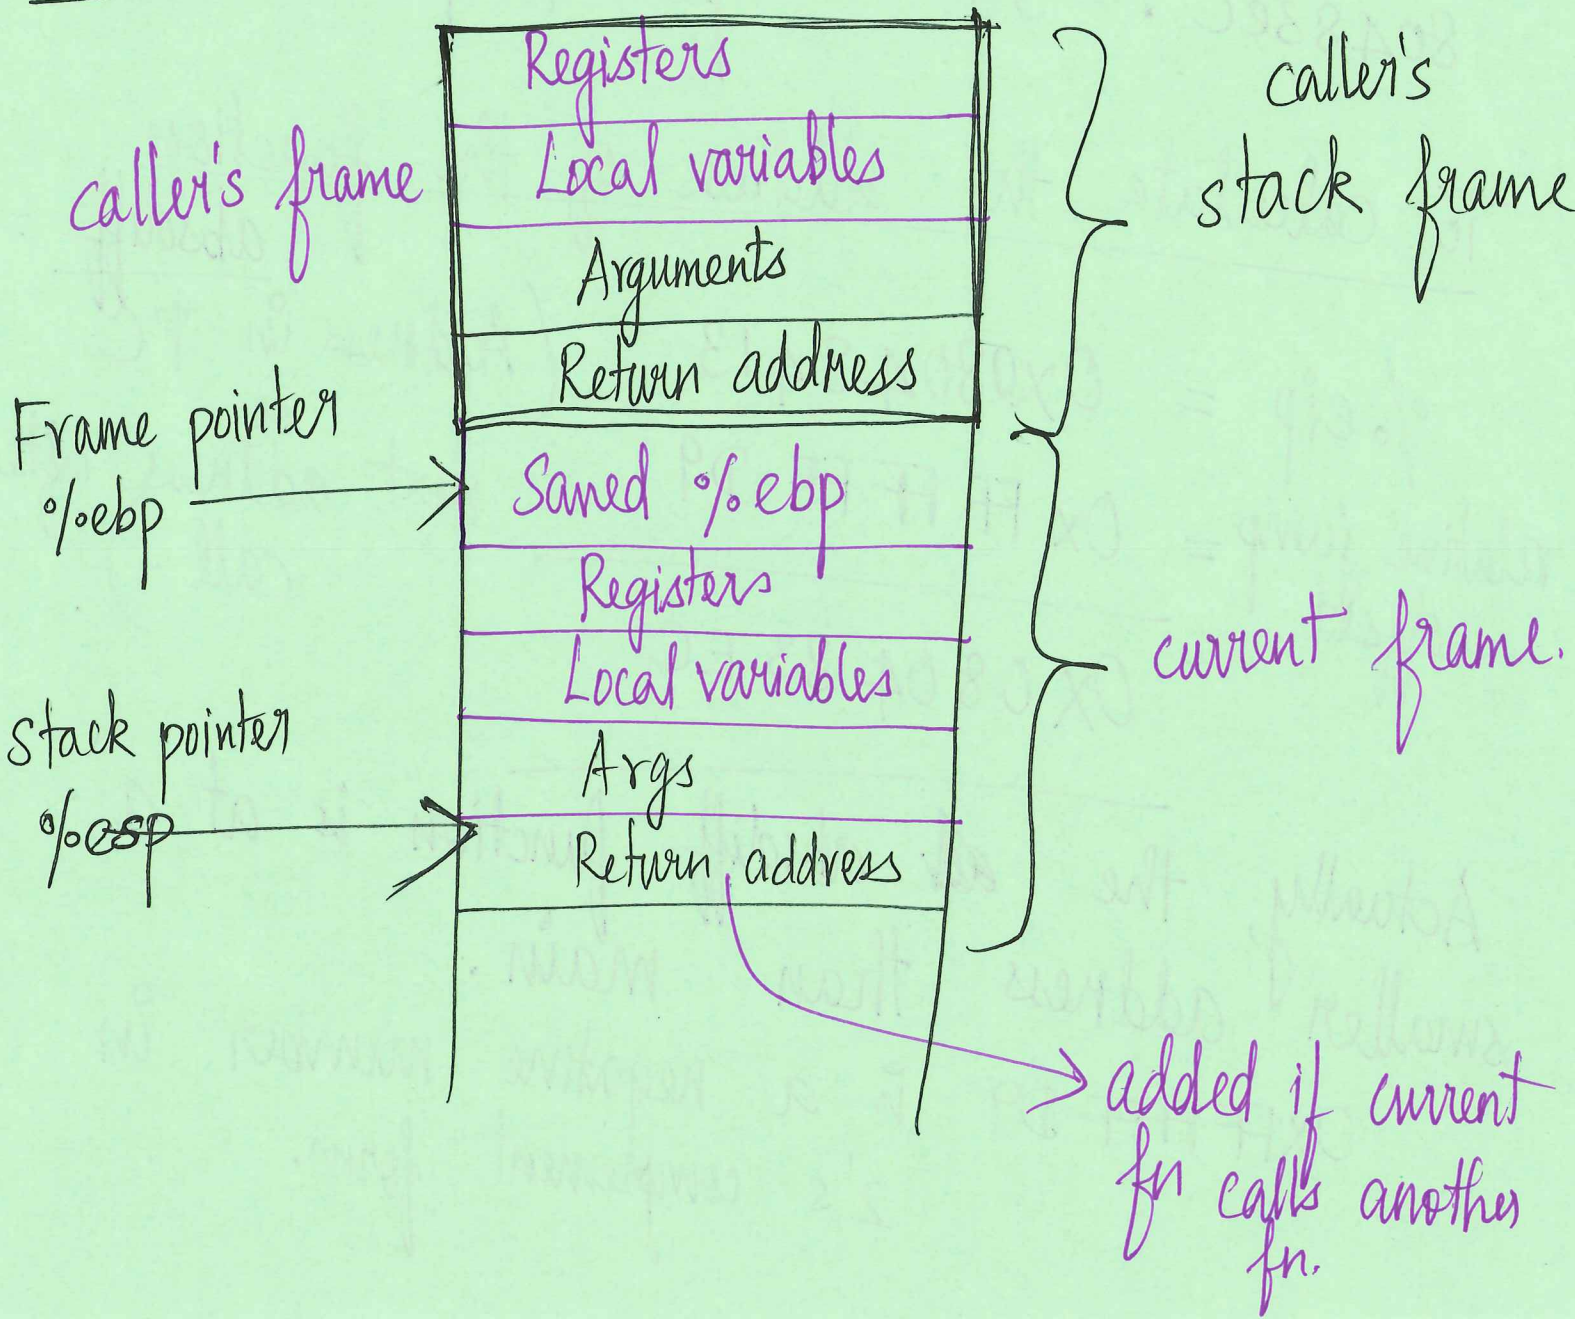 Registers
Local variables
Arguments
Return address
caller's frame
caller's
stack frame
Frame pointer
%ebp
Saved %ebp
Registers
Local variables
Args
Return address
current frame.
stack pointer
%esp
added if current
fn calls another
fn.